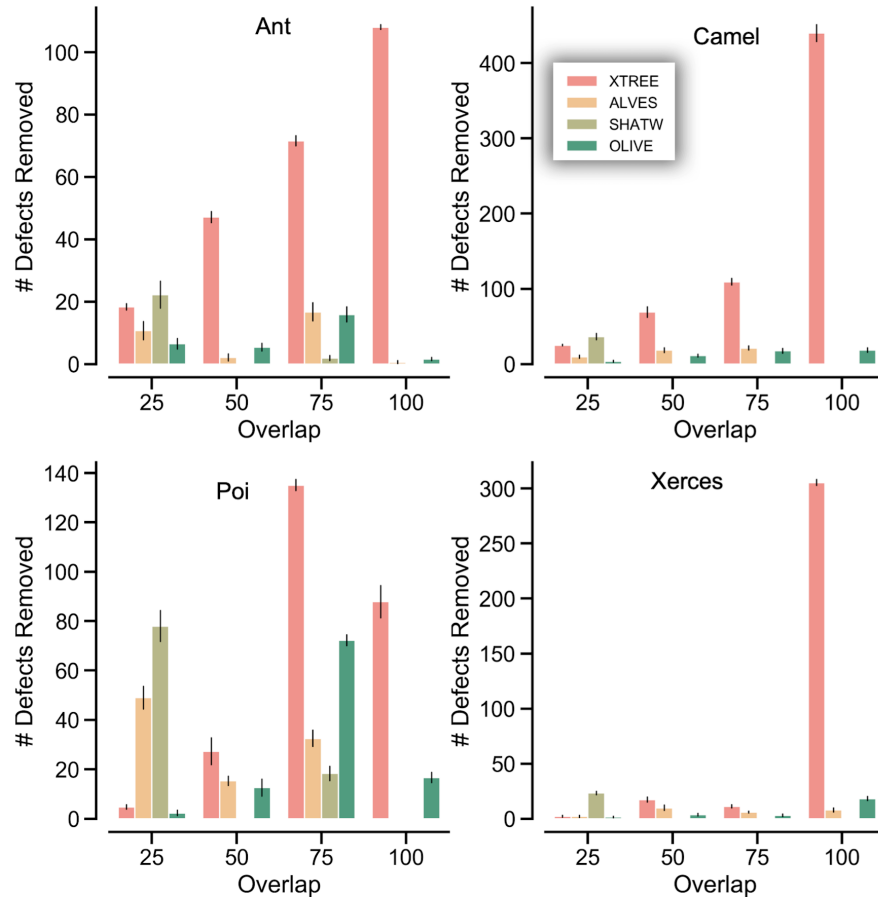 Ant
# Defects Removed
100
80
60
40
20
0
25 50 75 100
Overlap
Camel
XTREE
ALVES
SHATW
OLIVE
# Defects Removed
400
300
200
100
0
25 50 75 100
Overlap
Poi
# Defects Removed
140
120
100
80
60
40
20
0
25 50 75 100
Overlap
Xerces
# Defects Removed
300
250
200
150
100
50
0
25 50 75 100
Overlap